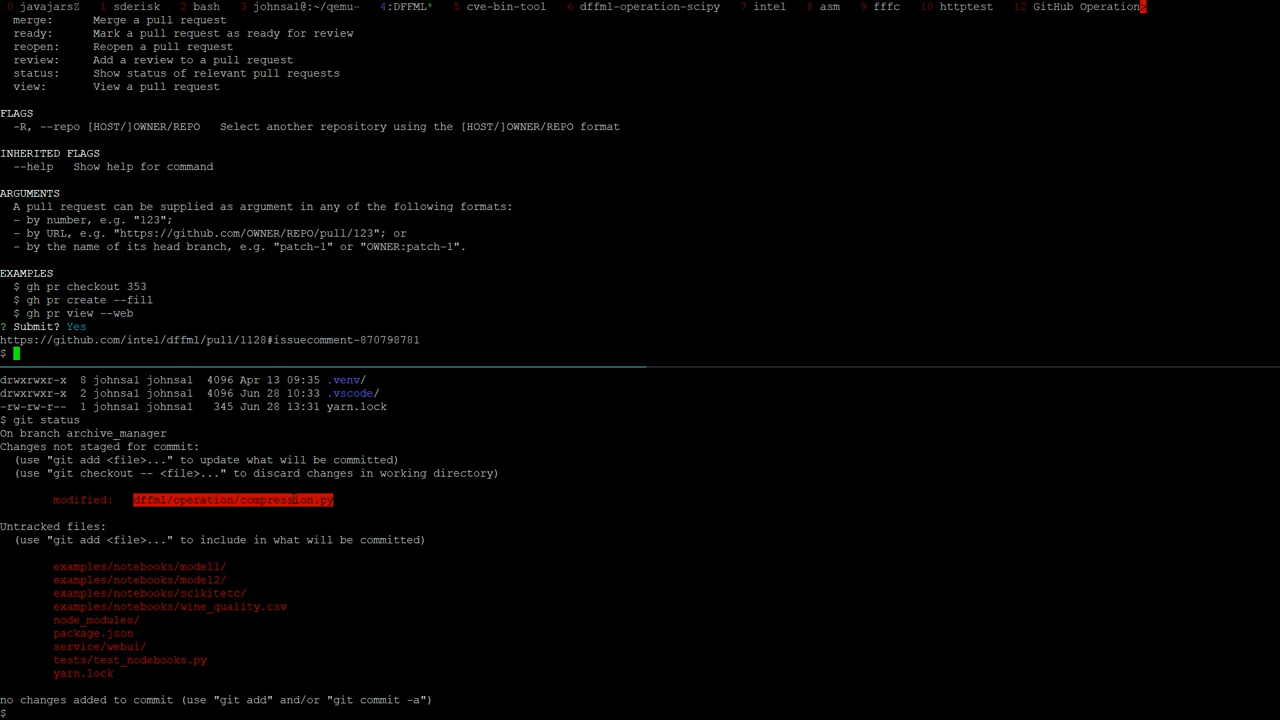 0 javajarsZ  1 sderisk  2 bash  3 johnsa1@:~/qemu-  4:DFFML*  5 cve-bin-tool  6 dffml-operation-scipy  7 intel  8 asm  9 fffc  10 httptest  12 GitHub Operation>
merge:     Merge a pull request
ready:     Mark a pull request as ready for review
reopen:    Reopen a pull request
review:    Add a review to a pull request
status:    Show status of relevant pull requests
view:      View a pull request
FLAGS
-R, --repo [HOST/]OWNER/REPO   Select another repository using the [HOST/]OWNER/REPO format
INHERITED FLAGS
--help   Show help for command
ARGUMENTS
A pull request can be supplied as argument in any of the following formats:
- by number, e.g. "123";
- by URL, e.g. "https://github.com/OWNER/REPO/pull/123"; or
- by the name of its head branch, e.g. "patch-1" or "OWNER:patch-1".
EXAMPLES
$ gh pr checkout 353
$ gh pr create --fill
$ gh pr view --web
? Submit? Yes
https://github.com/intel/dffml/pull/1128#issuecomment-870798781
$
drwxrwxr-x  8 johnsa1 johnsa1  4096 Apr 13 09:35 .venv/
drwxrwxr-x  2 johnsa1 johnsa1  4096 Jun 28 10:33 .vscode/
-rw-rw-r--  1 johnsa1 johnsa1   345 Jun 28 13:31 yarn.lock
$ git status
On branch archive_manager
Changes not staged for commit:
(use "git add <file>..." to update what will be committed)
(use "git checkout -- <file>..." to discard changes in working directory)
modified:   dffml/operation/compression.py
Untracked files:
(use "git add <file>..." to include in what will be committed)
examples/notebooks/model1/
examples/notebooks/model2/
examples/notebooks/scikitetc/
examples/notebooks/wine_quality.csv
node_modules/
package.json
service/webui/
tests/test_notebooks.py
yarn.lock
no changes added to commit (use "git add" and/or "git commit -a")
$